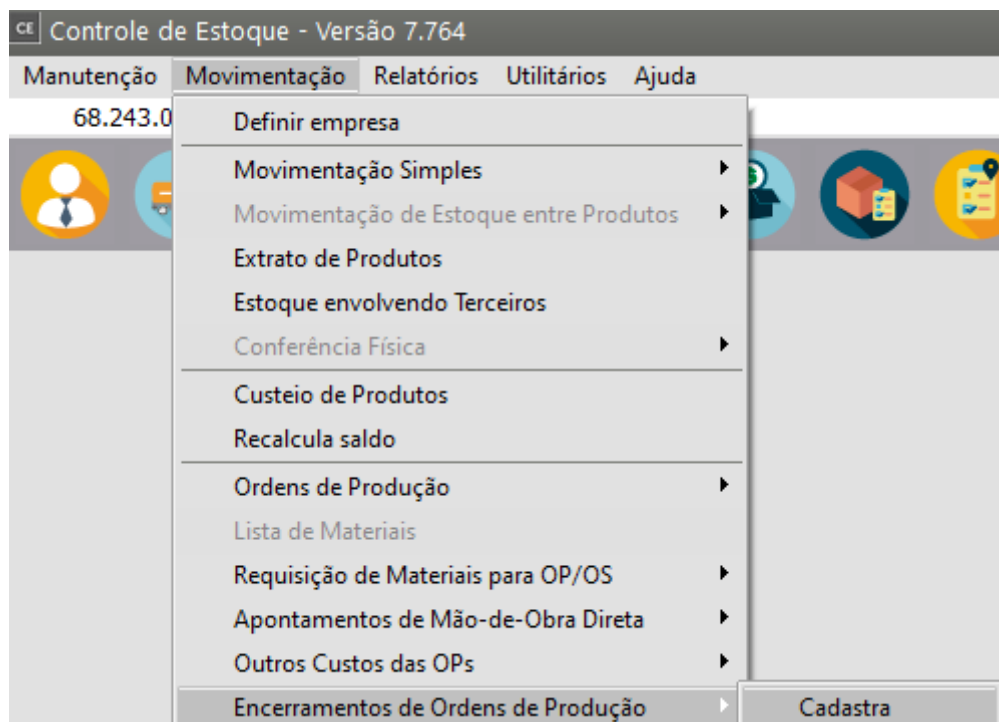 CE Controle de Estoque - Versão 7.764
Manutenção Movimentação Relatórios Utilitários Ajuda
68.243.0
Definir empresa
Movimentação Simples
Movimentação de Estoque entre Produtos
Extrato de Produtos
Estoque envolvendo Terceiros
Conferência Física
Custeio de Produtos
Recalcula saldo
Ordens de Produção
Lista de Materiais
Requisição de Materiais para OP/OS
Apontamentos de Mão-de-Obra Direta
Outros Custos das OPs
Encerramentos de Ordens de Produção Cadastra